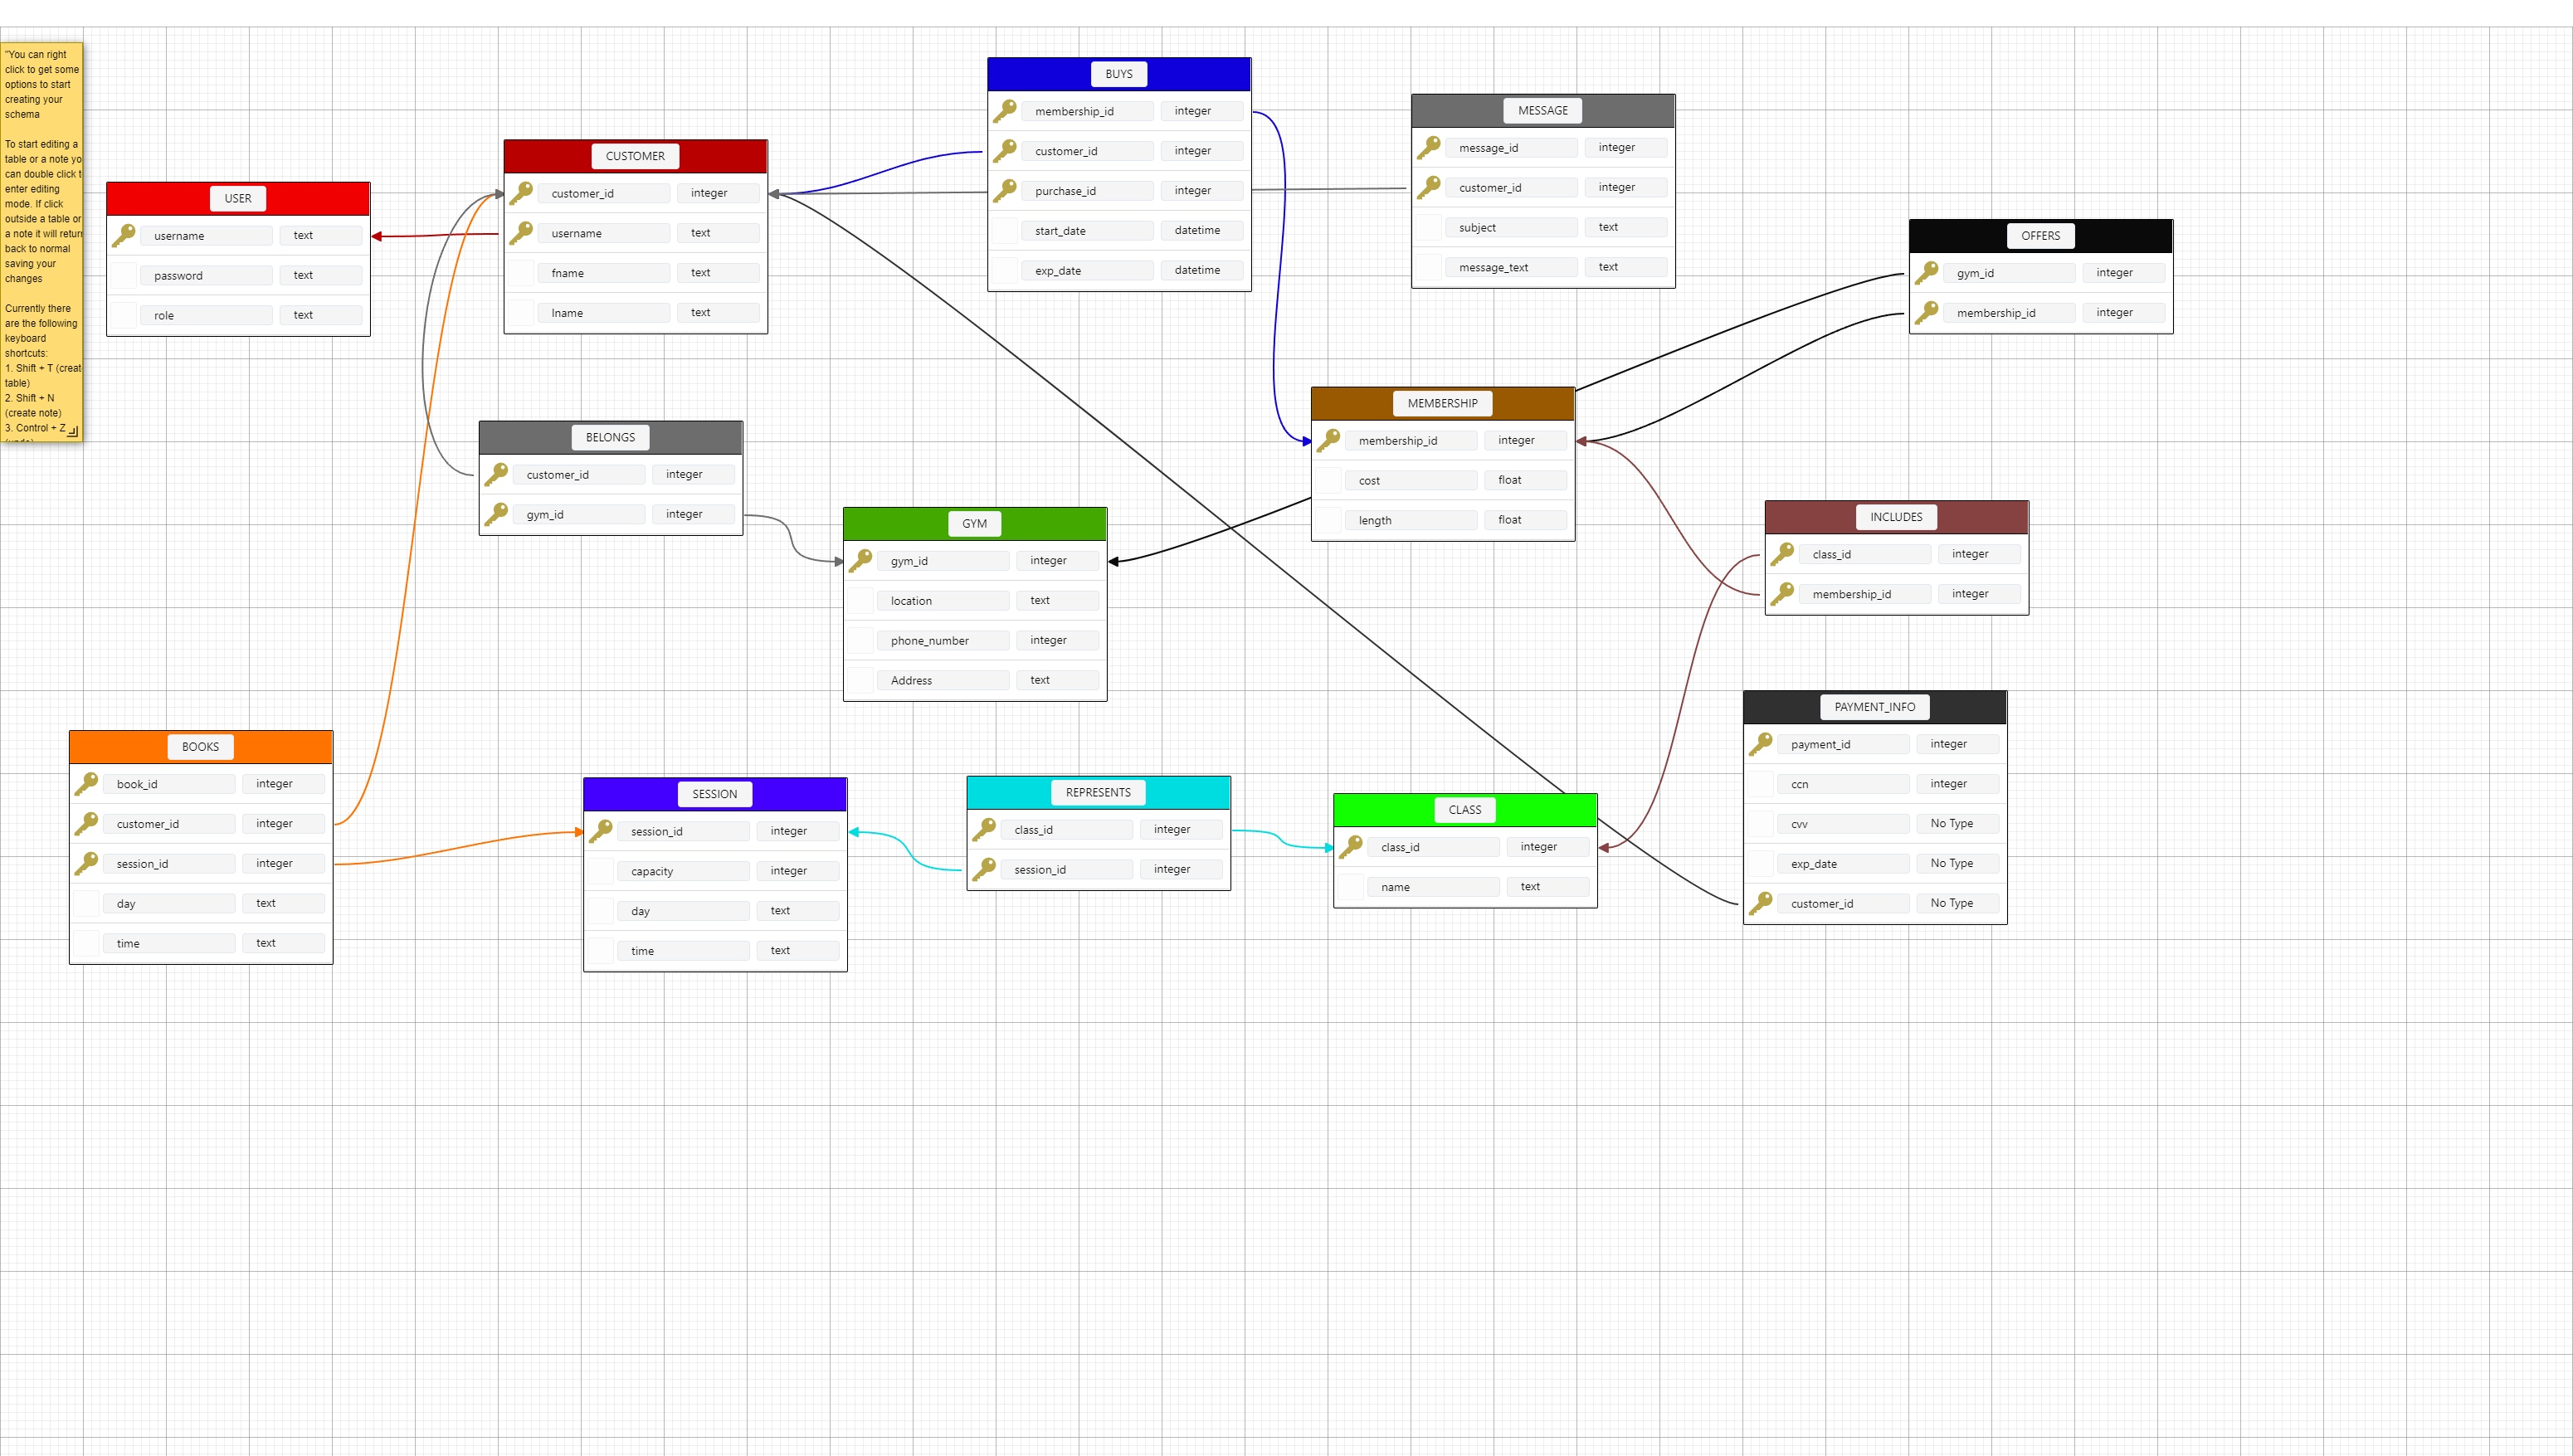 "You can right
click to get some
options to start
creating your
schema
To start editing a
table or a note yo
can double click t
enter editing
mode. If click
outside a table or
a note it will return
back to normal
saving your
changes
Currently there
are the following
keyboard
shortcuts:
1. Shift + T (creat
table)
2. Shift + N
(create note)
3. Control + Z
USER
username text
password text
role text
CUSTOMER
customer_id integer
username text
fname text
lname text
BUYS
membership_id integer
customer_id integer
purchase_id integer
start_date datetime
exp_date datetime
MESSAGE
message_id integer
customer_id integer
subject text
message_text text
OFFERS
gym_id integer
membership_id integer
BELONGS
customer_id integer
gym_id integer
GYM
gym_id integer
location text
phone_number integer
Address text
MEMBERSHIP
membership_id integer
cost float
length float
INCLUDES
class_id integer
membership_id integer
BOOKS
book_id integer
customer_id integer
session_id integer
day text
time text
SESSION
session_id integer
capacity integer
day text
time text
REPRESENTS
class_id integer
session_id integer
CLASS
class_id integer
name text
PAYMENT_INFO
payment_id integer
ccn integer
cvv No Type
exp_date No Type
customer_id No Type